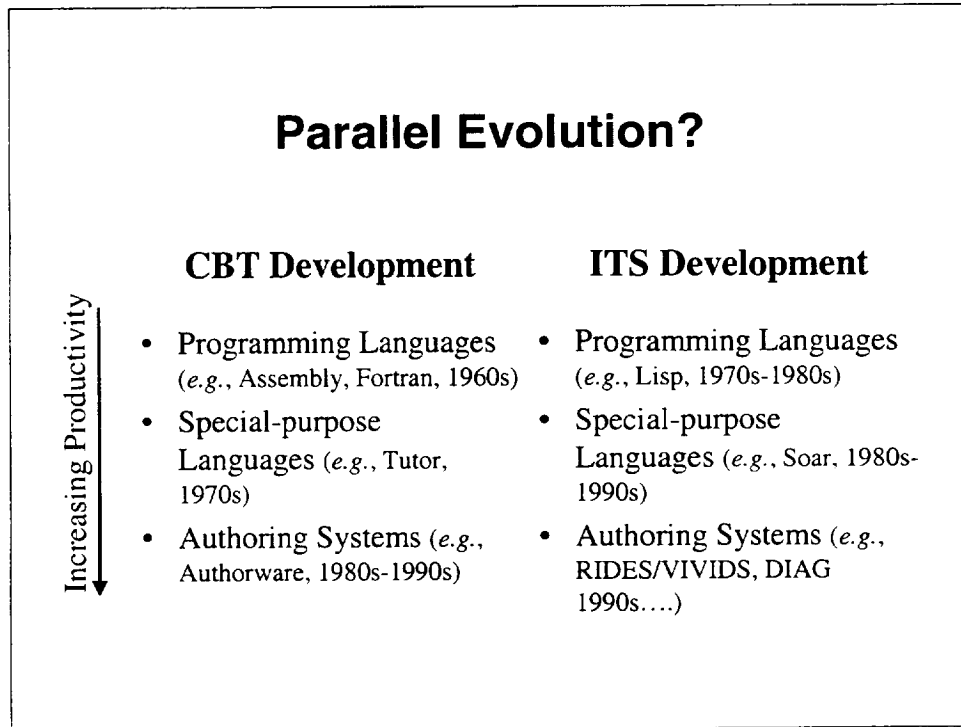 Parallel Evolution?
CBT Development
ITS Development
Increasing Productivity
• Programming Languages
(e.g., Assembly, Fortran, 1960s)
• Special-purpose
Languages (e.g., Tutor,
1970s)
• Authoring Systems (e.g.,
Authorware, 1980s-1990s)
• Programming Languages
(e.g., Lisp, 1970s-1980s)
• Special-purpose
Languages (e.g., Soar, 1980s-
1990s)
• Authoring Systems (e.g.,
RIDES/VIVIDS, DIAG
1990s....)